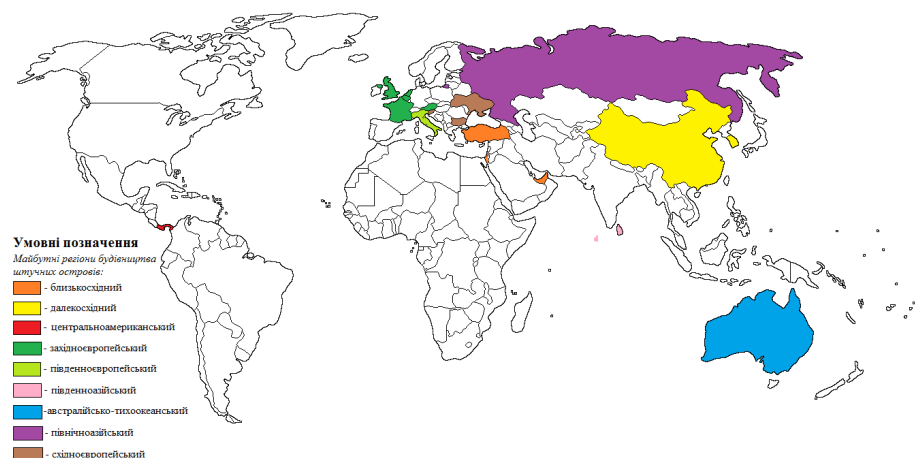 Умовні позначення
Майбутні регіони будівництва
штучних островів:
- близькосхідний
- далекосхідний
- центральноамериканський
- західноєвропейський
- південноєвропейський
- південноазійський
-австралійсько-тихоокеанський
- північноазійський
- східноєвропейський